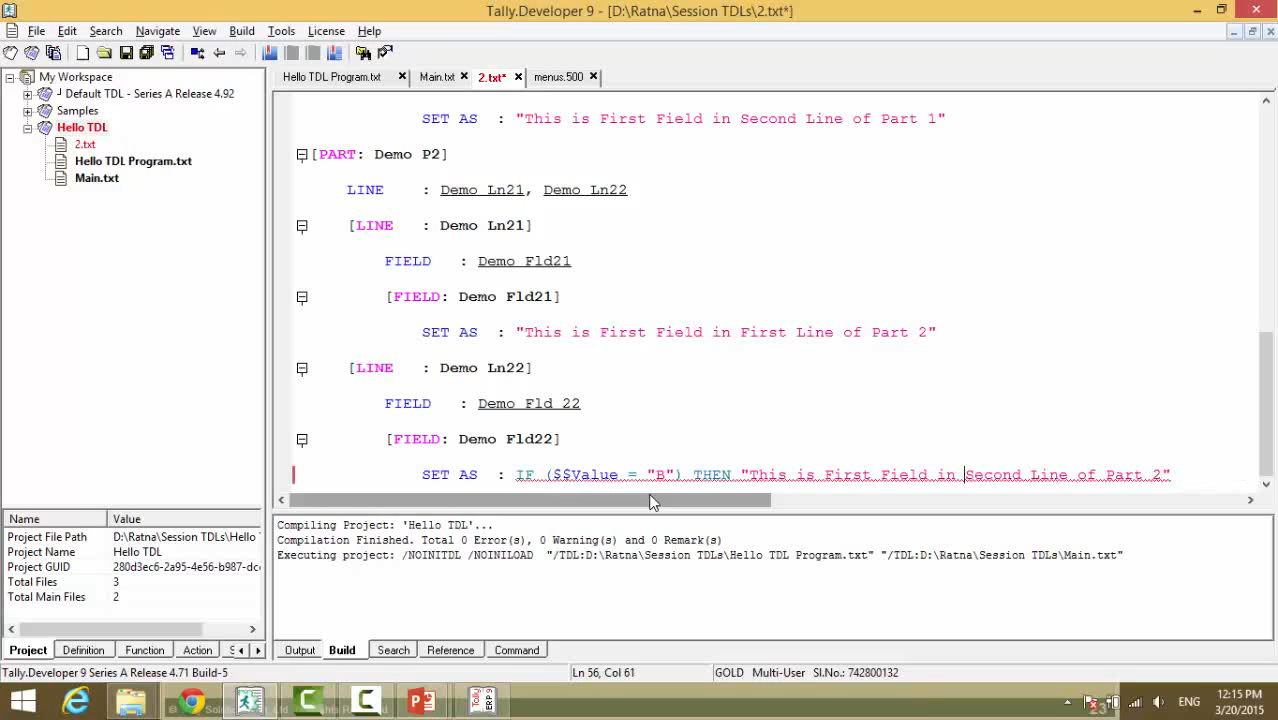 Tally.Developer 9 - [D:\Ratna\Session TDLs\2.txt*]
File Edit Search Navigate View Build Tools License Help
My Workspace
Default TDL - Series A Release 4.92
Samples
Hello TDL
2.txt
Hello TDL Program.txt
Main.txt
Hello TDL Program.txt Main.txt 2.txt* menus.500
SET AS : "This is First Field in Second Line of Part 1"
[PART: Demo P2]
LINE : Demo Ln21, Demo Ln22
[LINE : Demo Ln21]
FIELD : Demo Fld21
[FIELD: Demo Fld21]
SET AS : "This is First Field in First Line of Part 2"
[LINE : Demo Ln22]
FIELD : Demo Fld 22
[FIELD: Demo Fld22]
SET AS : IF ($$Value = "B") THEN "This is First Field in Second Line of Part 2"
Name Value
Project File Path D:\Ratna\Session TDLs\Hello T
Project Name Hello TDL
Project GUID 280d3ec6-2a95-4e56-b987-dc
Total Files 3
Total Main Files 2
Project Definition Function Action S
Compiling Project: 'Hello TDL'...
Compilation Finished. Total 0 Error(s), 0 Warning(s) and 0 Remark(s)
Executing project: /NOINITDL /NOINILOAD "/TDL:D:\Ratna\Session TDLs\Hello TDL Program.txt" "/TDL:D:\Ratna\Session TDLs\Main.txt"
Output Build Search Reference Command
Tally.Developer 9 Series A Release 4.71 Build-5 Ln 56, Col 61 GOLD Multi-User Sl.No.: 742800132
Tally ERP 9
ENG
12:15 PM
3/20/2015